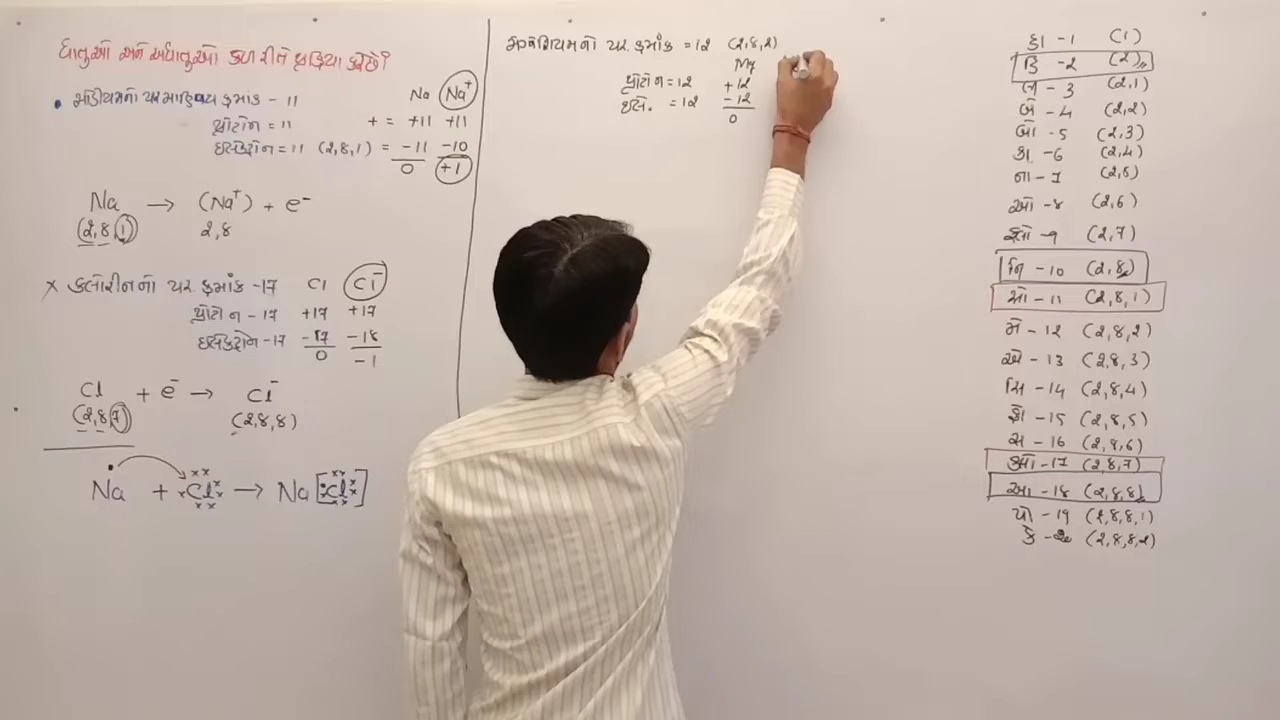 ધાતુઓ અને અધાતુઓ કઈ રીતે પ્રક્રિયા કરે છે?
• સોડિયમનો પરમાણ્વિય ક્રમાંક - 11 Na Na⁺
પ્રોટોન = 11 + = +11 +11
ઇલેક્ટ્રોન = 11 (2,8,1) = -11 -10
0 +1
Na → (Na⁺) + e⁻
(2,8,1) 2,8
× ક્લોરીનનો પર. ક્રમાંક -17 Cl Cl⁻
પ્રોટોન - 17 +17 +17
ઇલેક્ટ્રોન -17 -17 -18
0 -1
Cl + e⁻ → Cl⁻
(2,8,7) (2,8,8)
Na + Cl → Na [Cl]
મેગ્નેશિયમનો પર. ક્રમાંક = 12 (2,8,2)
Mg
પ્રોટોન = 12 +12
ઇલે. = 12 -12
0
હા - 1 (1)
હિ - 2 (2)
લિ - 3 (2,1)
બે - 4 (2,2)
બો - 5 (2,3)
કા - 6 (2,4)
ના - 7 (2,5)
ઓ - 8 (2,6)
ફ્લો - 9 (2,7)
નિ - 10 (2,8)
સો - 11 (2,8,1)
મે - 12 (2,8,2)
એ - 13 (2,8,3)
સિ - 14 (2,8,4)
ફો - 15 (2,8,5)
સ - 16 (2,8,6)
ક્લો - 17 (2,8,7)
આ - 18 (2,8,8)
પો - 19 (2,8,8,1)
કે - 20 (2,8,8,2)